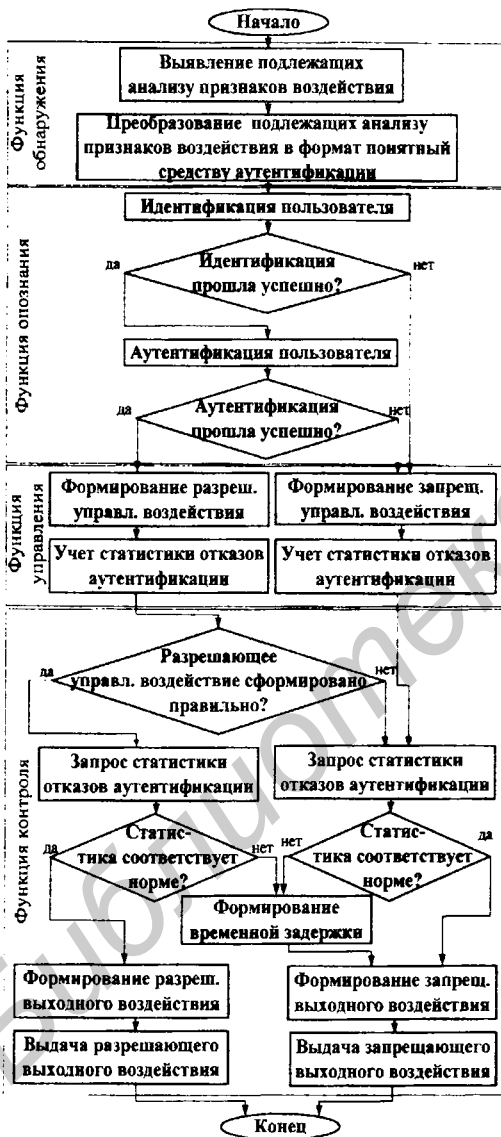 Начало
Функция
обнаружения
Выявление подлежащих
анализу признаков воздействия
Преобразование подлежащих анализу
признаков воздействия в формат понятный
средству аутентификации
Функция опознания
Идентификация пользователя
да
Идентификация
прошла успешно?
нет
Аутентификация пользователя
да
Аутентификация
прошла успешно?
нет
Функция
управления
Формирование разреш.
управл. воздействия
Формирование запрещ.
управл. воздействия
Учет статистики отказов
аутентификации
Учет статистики отказов
аутентификации
Функция контроля
да
Разрешающее
управл. воздействие сформировано
правильно?
нет
Запрос статистики
отказов аутентификации
Запрос статистики
отказов аутентификации
да
Статис-
тика соответствует
норме?
нет
нет
Статис-
тика соответствует
норме?
да
Формирование
временной задержки
Формирование разреш.
выходного воздействия
Формирование запрещ.
выходного воздействия
Выдача разрешающего
выходного воздействия
Выдача запрещающего
выходного воздействия
Конец
Библиотека